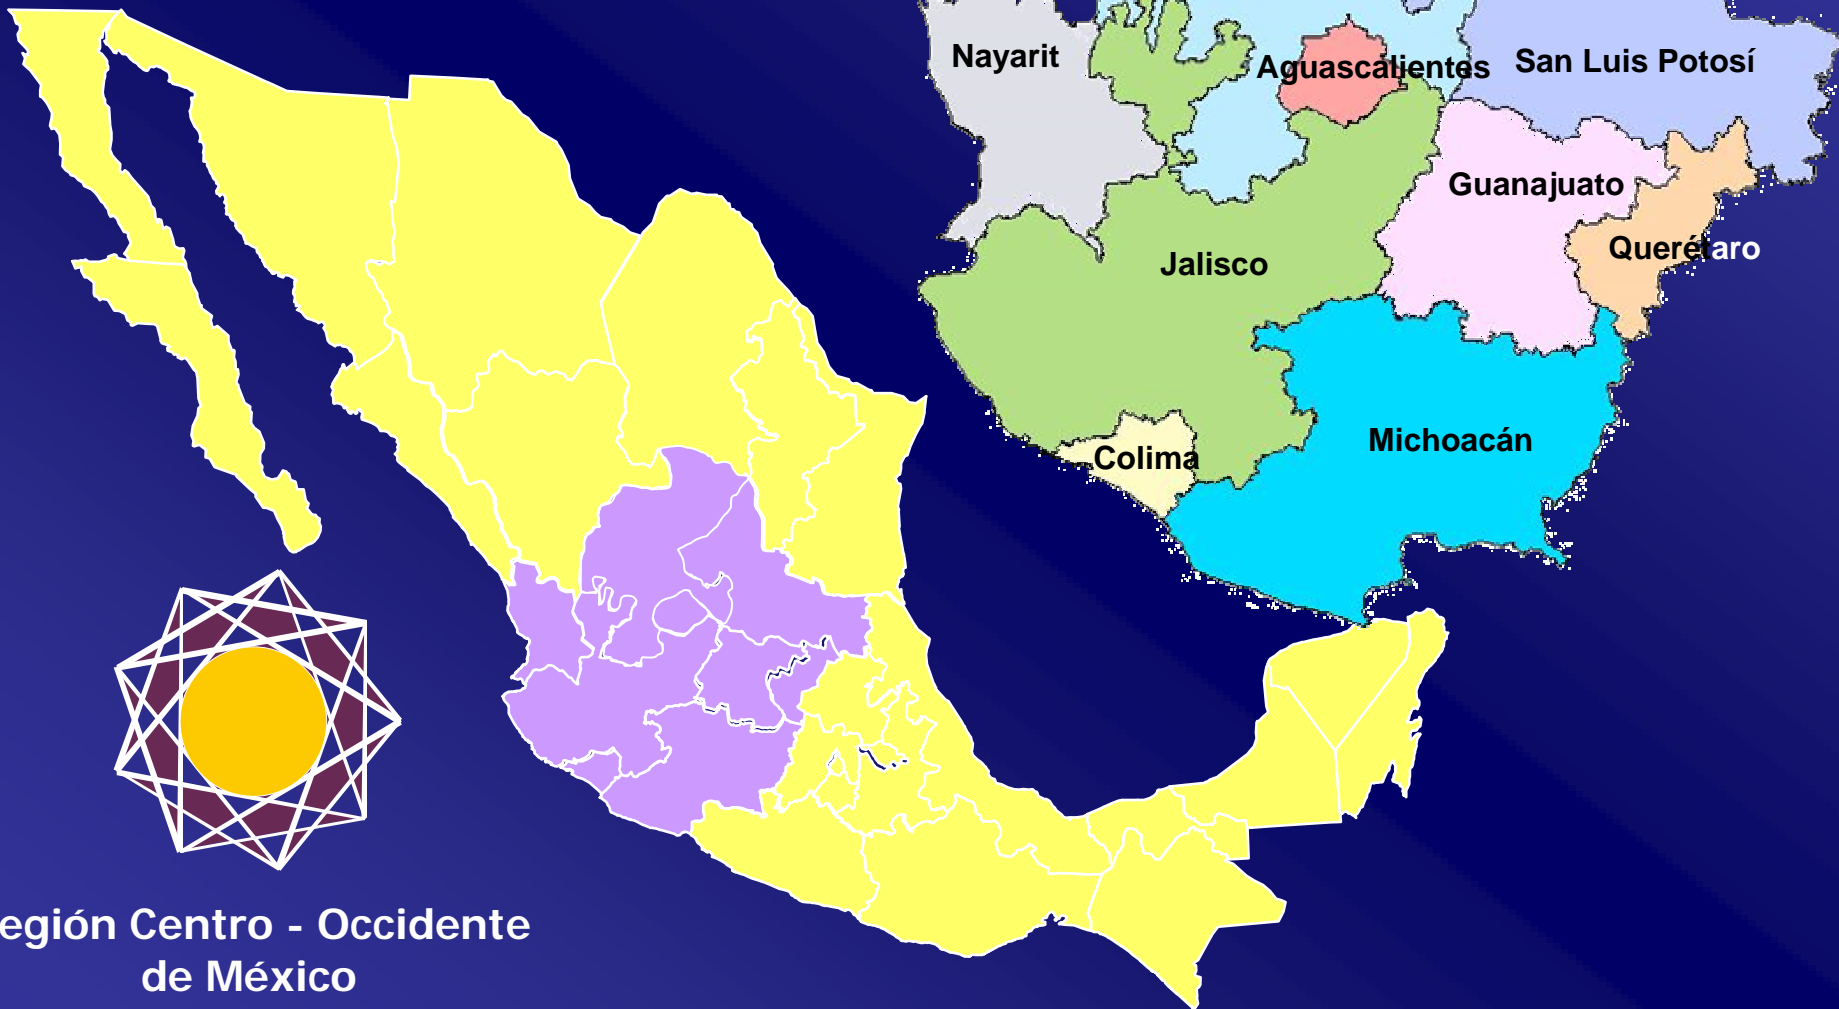 Nayarit
Aguascalientes
San Luis Potosí
Guanajuato
Querétaro
Jalisco
Colima
Michoacán
egión Centro - Occidente
de México